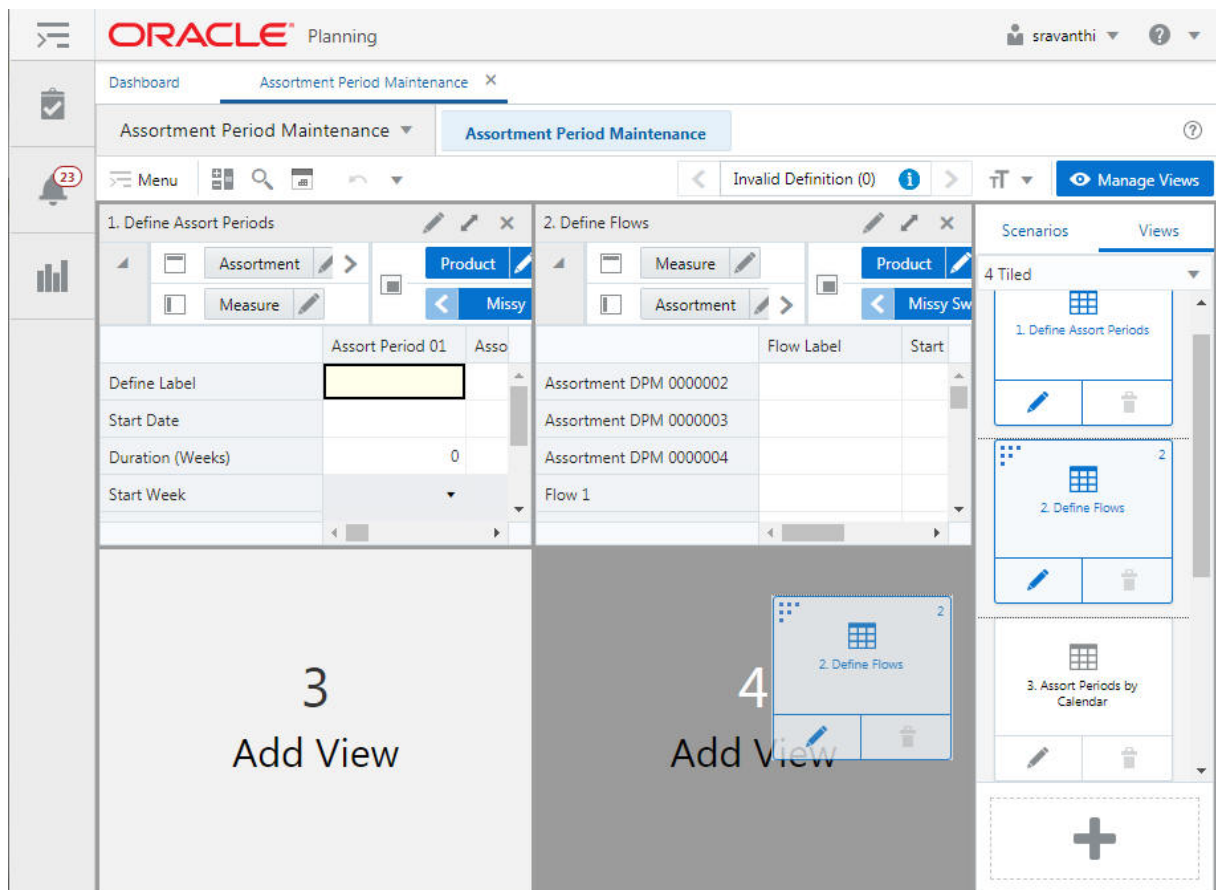 ORACLE Planning sravanthi
Dashboard Assortment Period Maintenance
Assortment Period Maintenance Assortment Period Maintenance
23
Menu Invalid Definition (0) Manage Views
1. Define Assort Periods 2. Define Flows Scenarios Views
Assortment Product Measure Product 4 Tiled
Measure Missy Assortment Missy Sw
1. Define Assort Periods
Assort Period 01 Asso Flow Label Start
Define Label Assortment DPM 0000002
Start Date Assortment DPM 0000003
Duration (Weeks) 0 Assortment DPM 0000004
Start Week Flow 1
2
2. Define Flows
3
Add View
4
Add View
2
2. Define Flows
3. Assort Periods by
Calendar